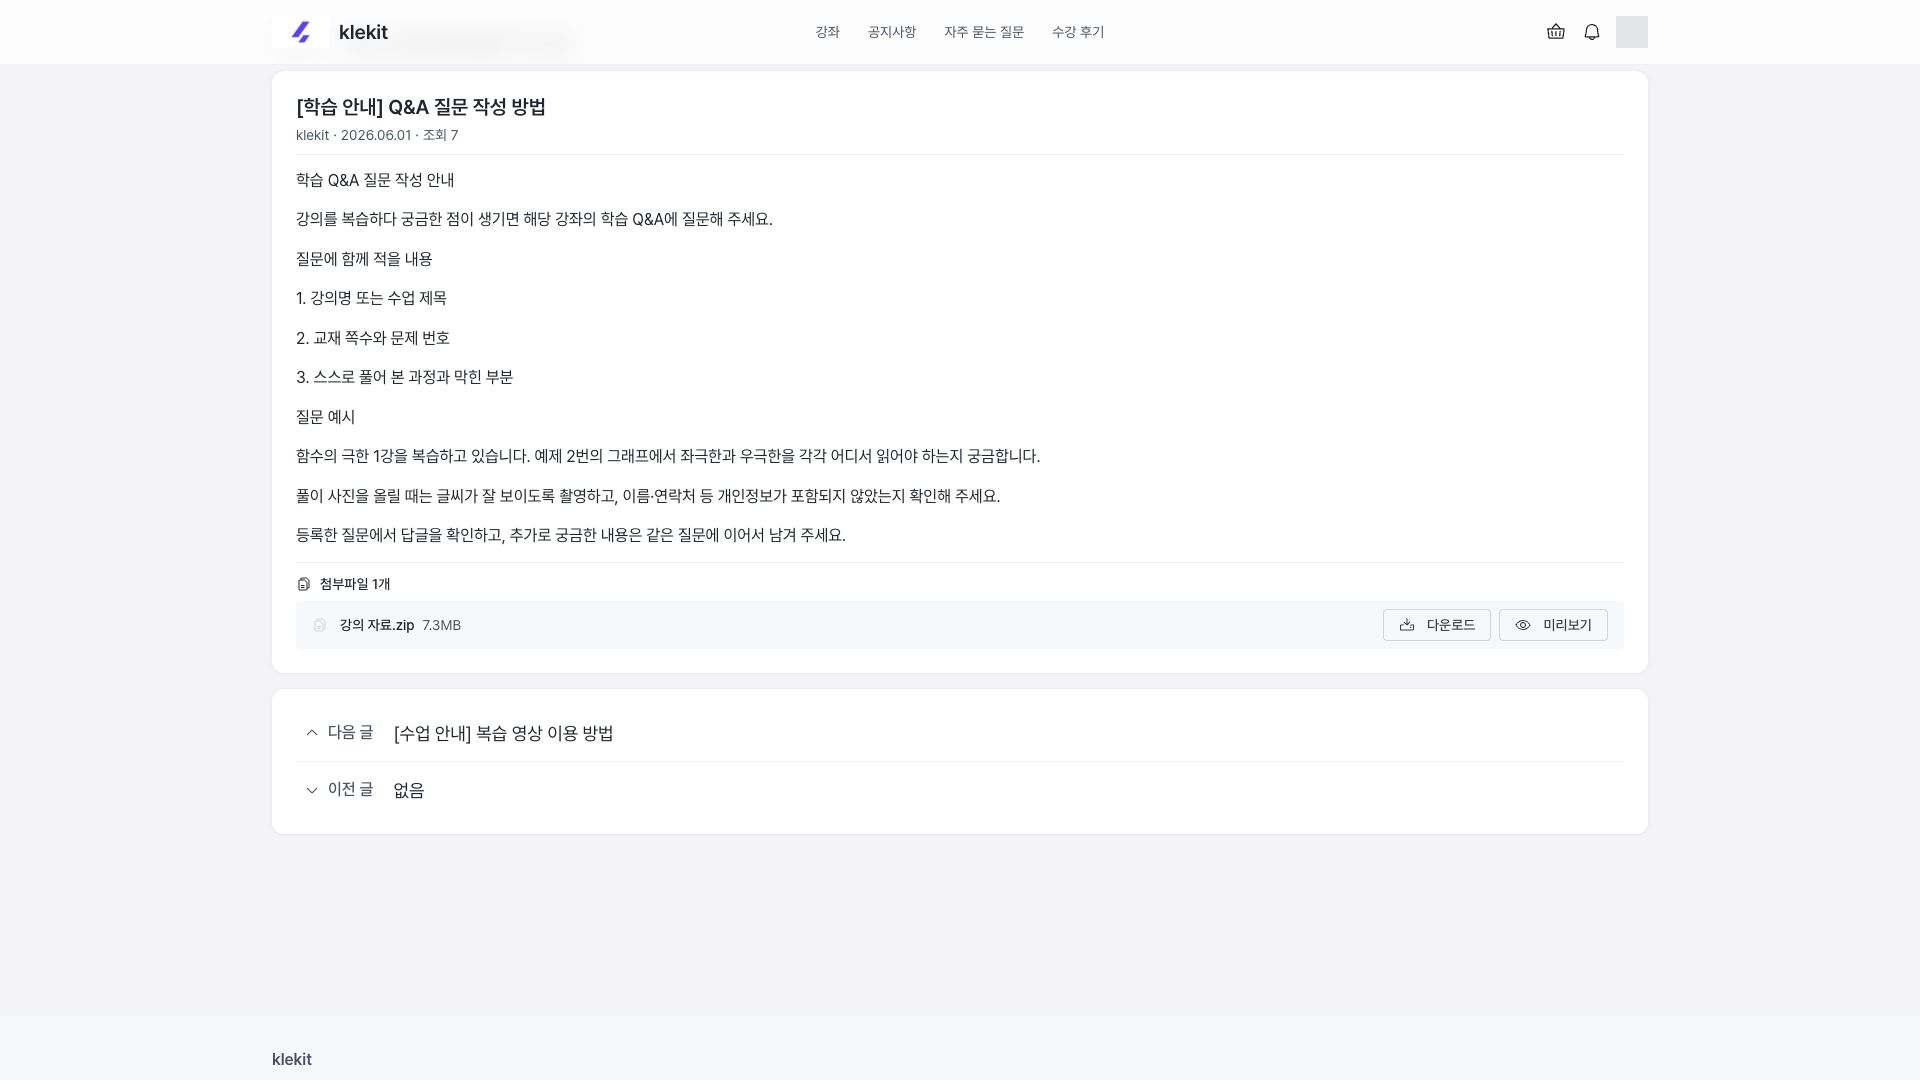 klekit
강좌
공지사항
자주 묻는 질문
수강 후기
[학습 안내] Q&A 질문 작성 방법
klekit · 2026.06.01 · 조회 7
학습 Q&A 질문 작성 안내
강의를 복습하다 궁금한 점이 생기면 해당 강좌의 학습 Q&A에 질문해 주세요.
질문에 함께 적을 내용
1. 강의명 또는 수업 제목
2. 교재 쪽수와 문제 번호
3. 스스로 풀어 본 과정과 막힌 부분
질문 예시
함수의 극한 1강을 복습하고 있습니다. 예제 2번의 그래프에서 좌극한과 우극한을 각각 어디서 읽어야 하는지 궁금합니다.
풀이 사진을 올릴 때는 글씨가 잘 보이도록 촬영하고, 이름·연락처 등 개인정보가 포함되지 않았는지 확인해 주세요.
등록한 질문에서 답글을 확인하고, 추가로 궁금한 내용은 같은 질문에 이어서 남겨 주세요.
첨부파일 1개
강의 자료.zip 7.3MB
다운로드
미리보기
다음 글 [수업 안내] 복습 영상 이용 방법
이전 글 없음
klekit